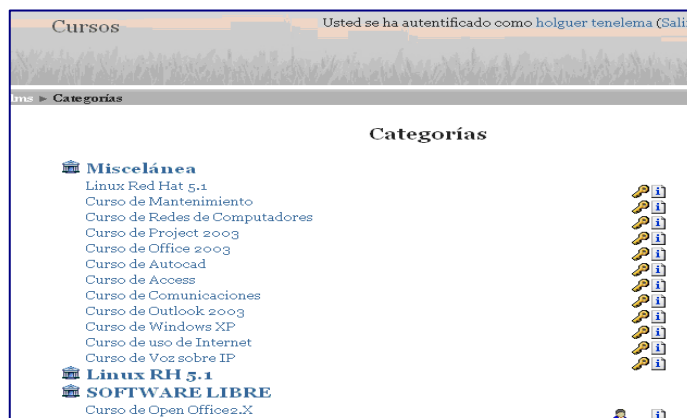 Cursos
Usted se ha autentificado como holguer tenelema (Sali
lms ► Categorías
Categorías
Miscelánea
Linux Red Hat 5.1
Curso de Mantenimiento
Curso de Redes de Computadores
Curso de Project 2003
Curso de Office 2003
Curso de Autocad
Curso de Access
Curso de Comunicaciones
Curso de Outlook 2003
Curso de Windows XP
Curso de uso de Internet
Curso de Voz sobre IP
Linux RH 5.1
SOFTWARE LIBRE
Curso de Open Office2.X